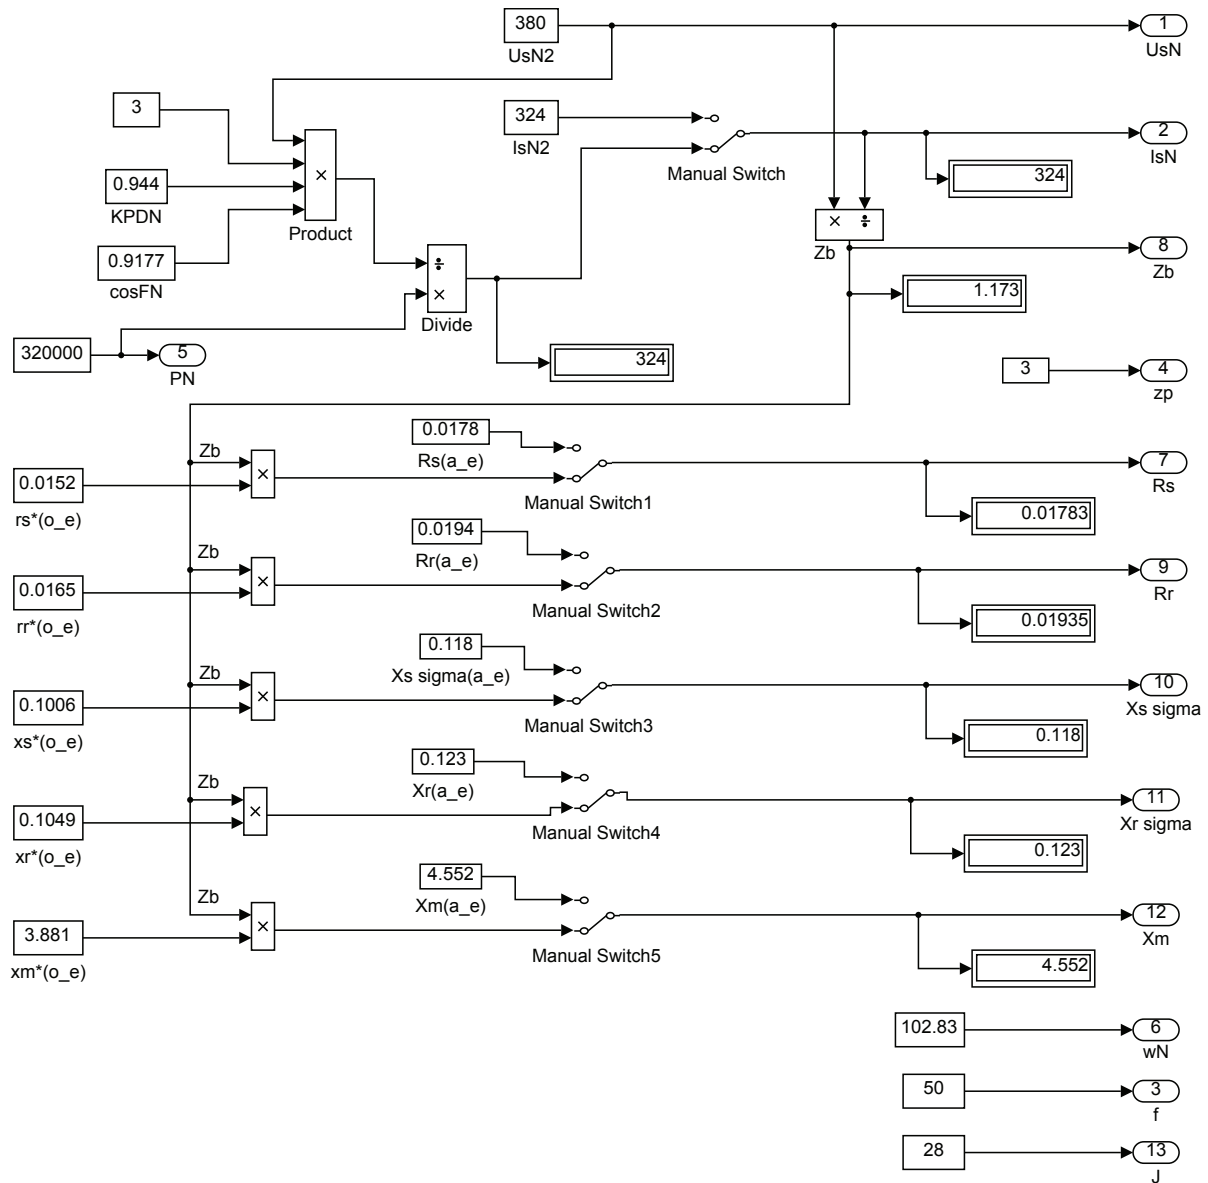 380
UsN2
1
UsN
3
324
IsN2
Manual Switch
2
IsN
324
×
0.944
KPDN
Product
0.9177
cosFN
× ÷
Zb
8
Zb
1.173
÷
×
Divide
320000
5
PN
324
3
4
zp
Zb
×
0.0178
Rs(a_e)
Manual Switch1
7
Rs
0.0152
rs*(o_e)
0.01783
Zb
×
0.0194
Rr(a_e)
Manual Switch2
9
Rr
0.0165
rr*(o_e)
0.01935
Zb
×
0.118
Xs sigma(a_e)
Manual Switch3
10
Xs sigma
0.1006
xs*(o_e)
0.118
Zb
×
0.123
Xr(a_e)
Manual Switch4
11
Xr sigma
0.1049
xr*(o_e)
0.123
Zb
×
4.552
Xm(a_e)
Manual Switch5
12
Xm
3.881
xm*(o_e)
4.552
102.83
6
wN
50
3
f
28
13
J